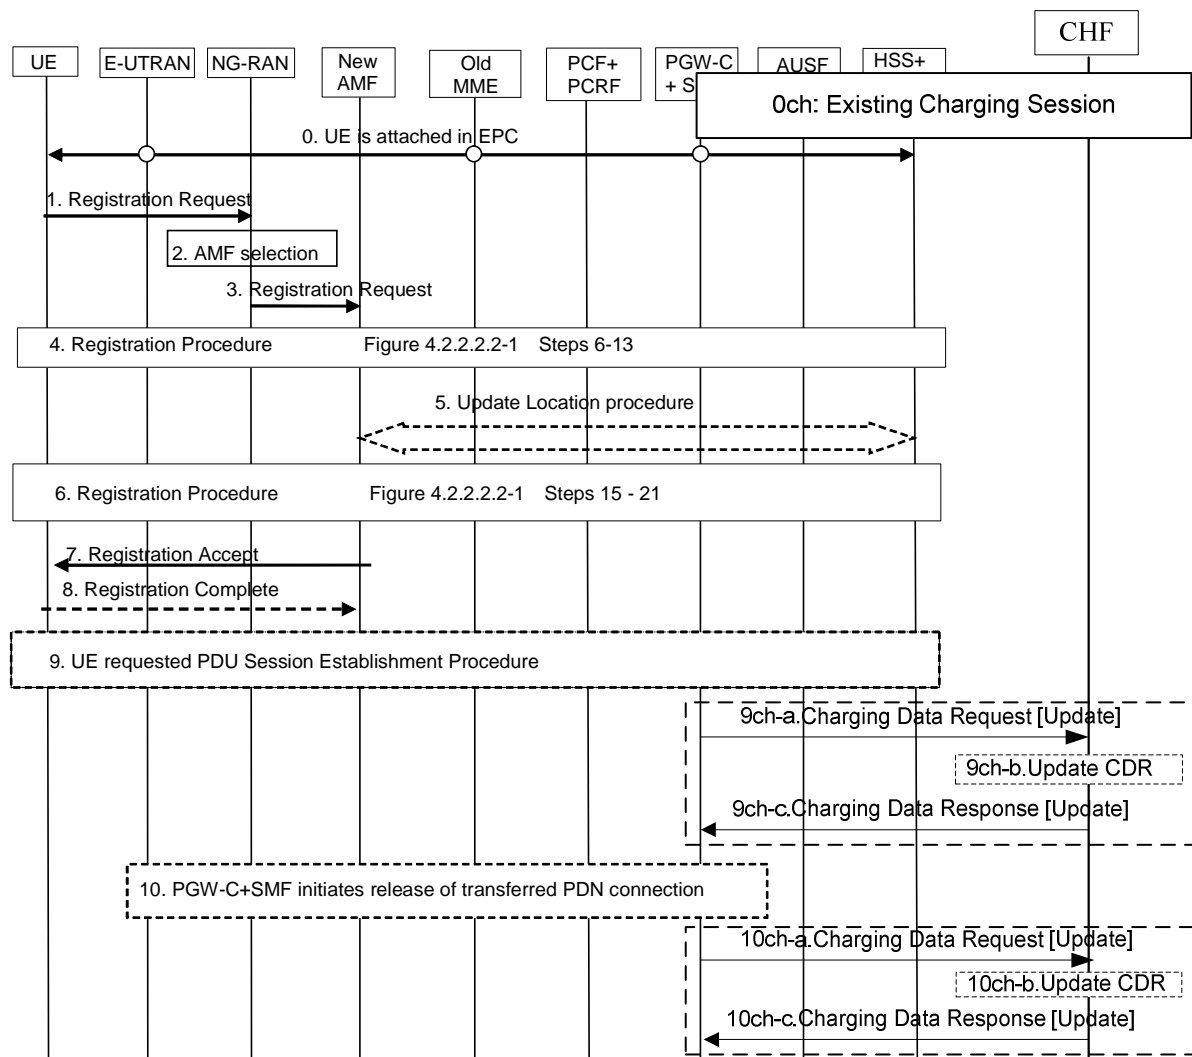 CHF
UE
E-UTRAN
NG-RAN
New
AMF
Old
MME
PCF+
PCRF
PGW-C
+ S
AUSF
HSS+
0ch: Existing Charging Session
0. UE is attached in EPC
1. Registration Request
2. AMF selection
3. Registration Request
4. Registration Procedure Figure 4.2.2.2.2-1 Steps 6-13
5. Update Location procedure
6. Registration Procedure Figure 4.2.2.2.2-1 Steps 15 - 21
7. Registration Accept
8. Registration Complete
9. UE requested PDU Session Establishment Procedure
9ch-a.Charging Data Request [Update]
9ch-b.Update CDR
9ch-c.Charging Data Response [Update]
10. PGW-C+SMF initiates release of transferred PDN connection
10ch-a.Charging Data Request [Update]
10ch-b.Update CDR
10ch-c.Charging Data Response [Update]